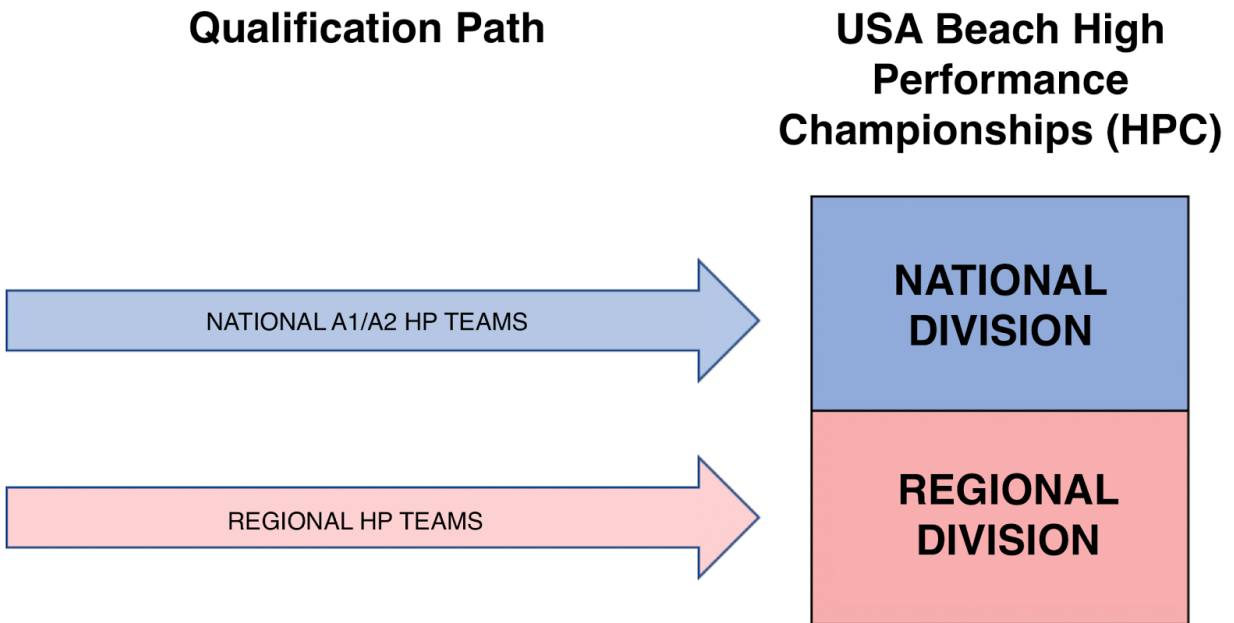 Qualification Path
USA Beach High
Performance
Championships (HPC)
NATIONAL A1/A2 HP TEAMS
NATIONAL
DIVISION
REGIONAL HP TEAMS
REGIONAL
DIVISION